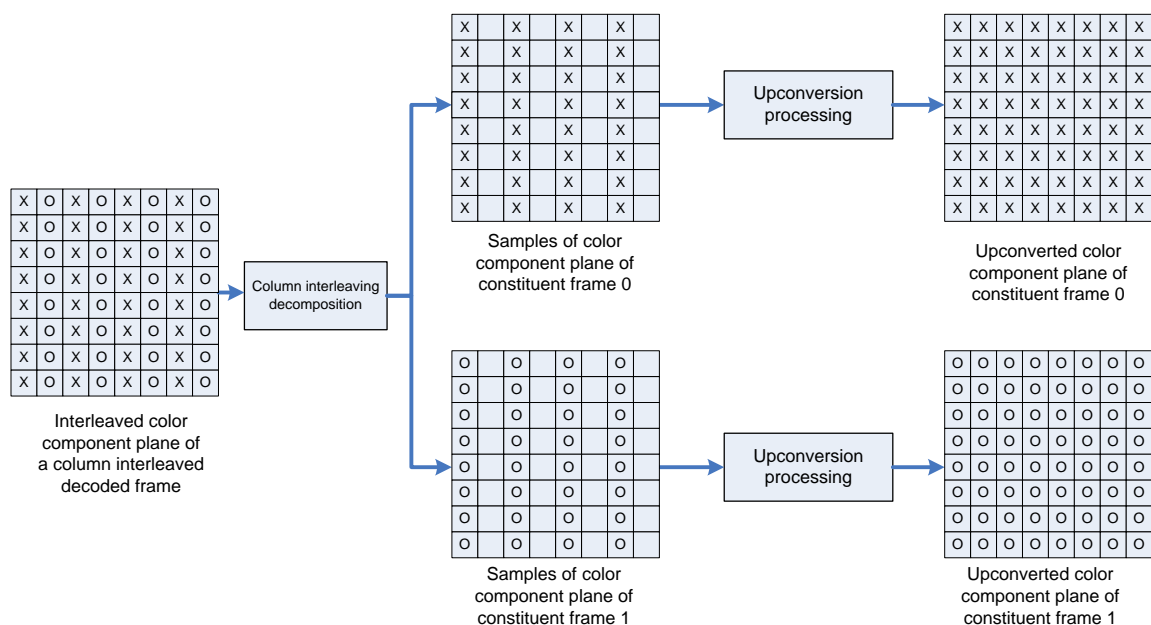 X X X X
X X X X
X X X X
X X X X
X X X X
X X X X
X X X X
X X X X
Samples of color
component plane of
constituent frame 0
Upconversion
processing
X X X X X X X X
X X X X X X X X
X X X X X X X X
X X X X X X X X
X X X X X X X X
X X X X X X X X
X X X X X X X X
X X X X X X X X
Upconverted color
component plane of
constituent frame 0
X O X O X O X O
X O X O X O X O
X O X O X O X O
X O X O X O X O
X O X O X O X O
X O X O X O X O
X O X O X O X O
X O X O X O X O
Interleaved color
component plane of
a column interleaved
decoded frame
Column interleaving
decomposition
O O O O
O O O O
O O O O
O O O O
O O O O
O O O O
O O O O
O O O O
Samples of color
component plane of
constituent frame 1
Upconversion
processing
O O O O O O O O
O O O O O O O O
O O O O O O O O
O O O O O O O O
O O O O O O O O
O O O O O O O O
O O O O O O O O
O O O O O O O O
Upconverted color
component plane of
constituent frame 1